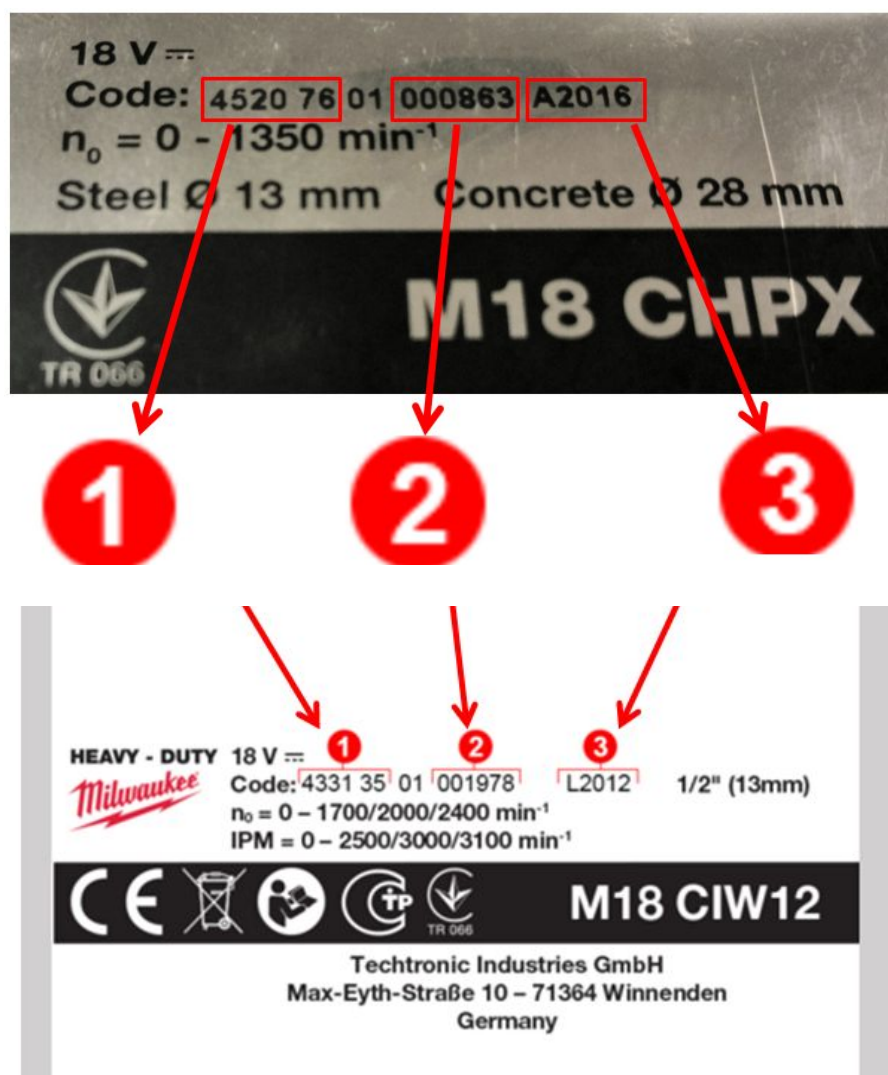 18 V
Code: 4520 76 01 000863 A2016
n₀ = 0 - 1350 min⁻¹
Steel Ø 13 mm Concrete Ø 28 mm
TR 066
M18 CHPX
1 2 3
1 2 3
HEAVY - DUTY 18 V
Milwaukee Code: 4331 35 01 001978 L2012 1/2" (13mm)
n₀ = 0 – 1700/2000/2400 min⁻¹
IPM = 0 – 2500/3000/3100 min⁻¹
CE TP TR 066 M18 CIW12
Techtronic Industries GmbH
Max-Eyth-Straße 10 – 71364 Winnenden
Germany